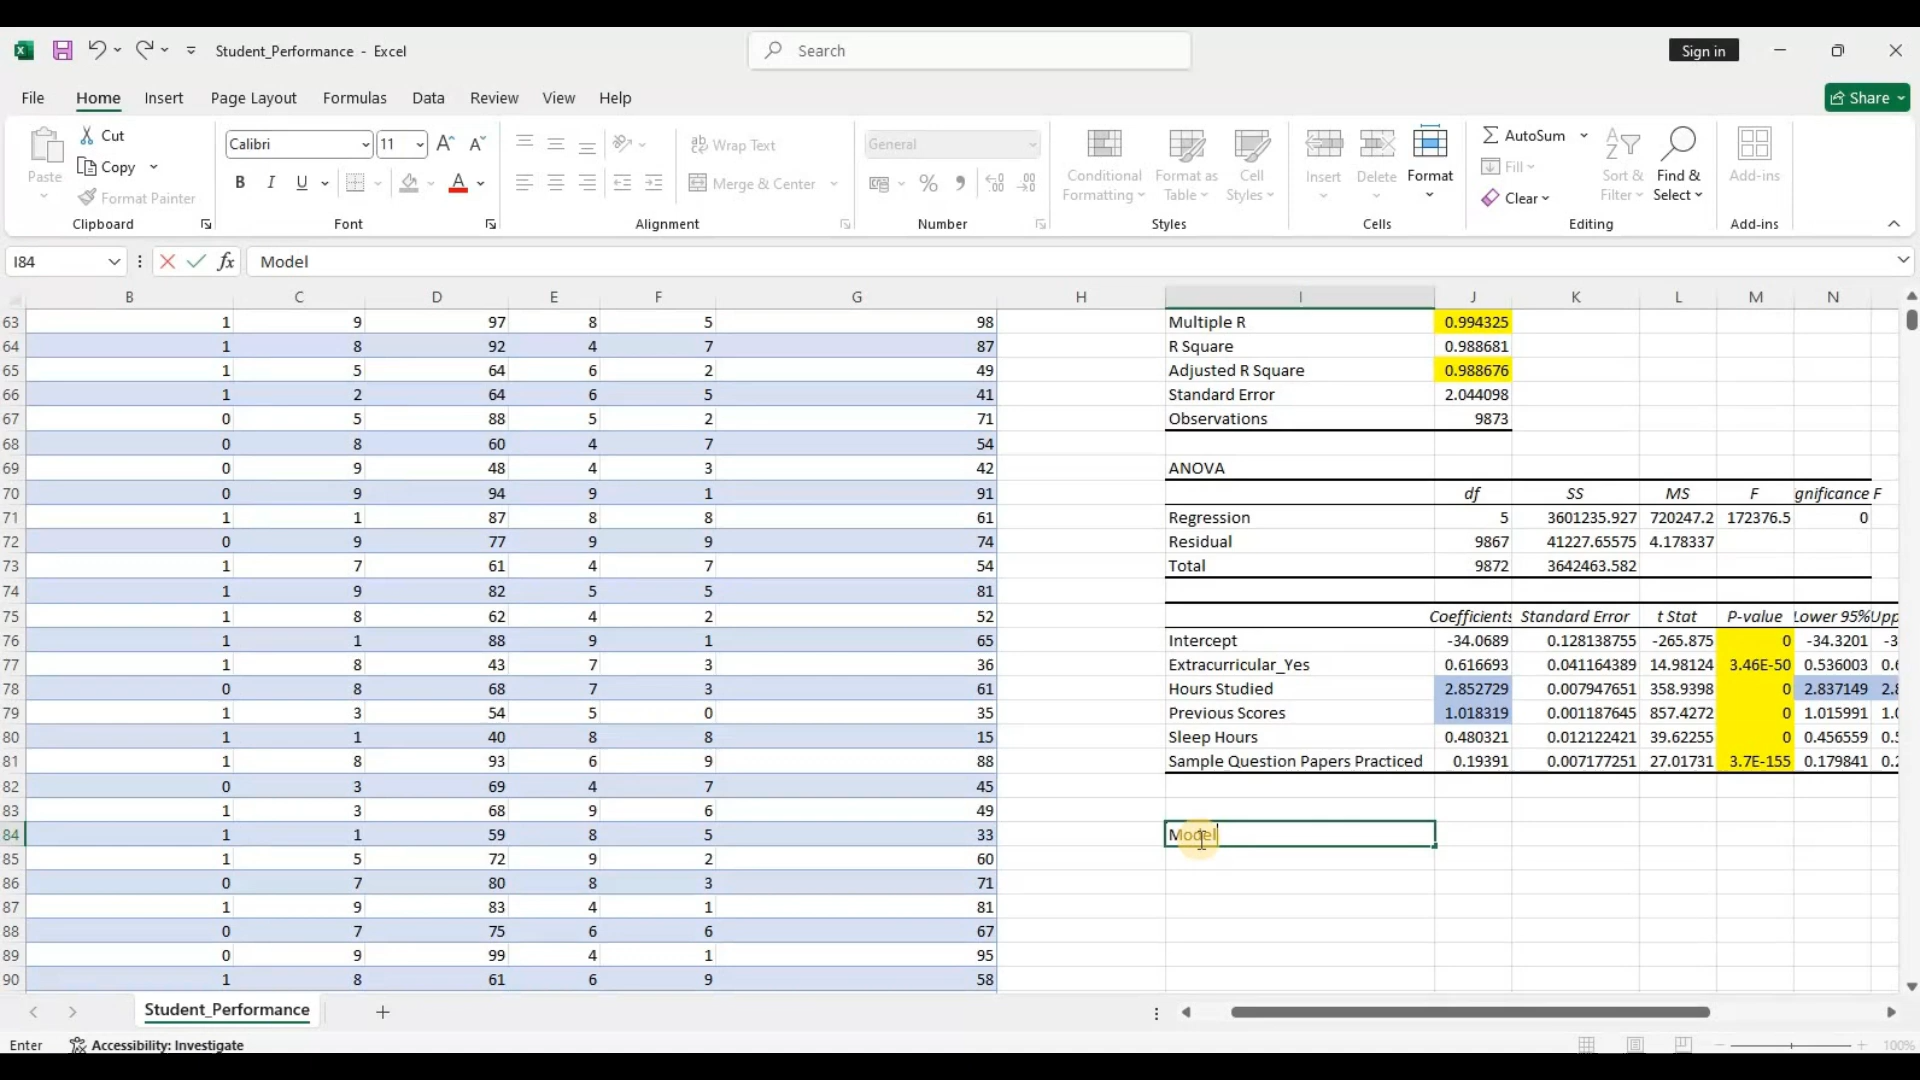 Student_Performance - Excel
Search
Sign in
File Home Insert Page Layout Formulas Data Review View Help
Share
Paste
Cut
Copy
Format Painter
Clipboard
Calibri 11
B I U
Font
Wrap Text
Merge & Center
Alignment
General
Number
Conditional Formatting
Format as Table
Cell Styles
Styles
Insert Delete Format
Cells
AutoSum
Fill
Clear
Sort & Filter
Find & Select
Editing
Add-ins
Add-ins
I84 fx Model
B C D E F G H I J K L M N
63 1 9 97 8 5 98 Multiple R 0.994325
64 1 8 92 4 7 87 R Square 0.988681
65 1 5 64 6 2 49 Adjusted R Square 0.988676
66 1 2 64 6 5 41 Standard Error 2.044098
67 0 5 88 5 2 71 Observations 9873
68 0 8 60 4 7 54
69 0 9 48 4 3 42 ANOVA
70 0 9 94 9 1 91 df SS MS F gnificance F
71 1 1 87 8 8 61 Regression 5 3601235.927 720247.2 172376.5 0
72 0 9 77 9 9 74 Residual 9867 41227.65575 4.178337
73 1 7 61 4 7 54 Total 9872 3642463.582
74 1 9 82 5 5 81
75 1 8 62 4 2 52 Coefficients Standard Error t Stat P-value Lower 95% Upp
76 1 1 88 9 1 65 Intercept -34.0689 0.128138755 -265.875 0 -34.3201 -3
77 1 8 43 7 3 36 Extracurricular_Yes 0.616693 0.041164389 14.98124 3.46E-50 0.536003 0.6
78 0 8 68 7 3 61 Hours Studied 2.852729 0.007947651 358.9398 0 2.837149 2.8
79 1 3 54 5 0 35 Previous Scores 1.018319 0.001187645 857.4272 0 1.015991 1.0
80 1 1 40 8 8 15 Sleep Hours 0.480321 0.012122421 39.62255 0 0.456559 0.5
81 1 8 93 6 9 88 Sample Question Papers Practiced 0.19391 0.007177251 27.01731 3.7E-155 0.179841 0.2
82 0 3 69 4 7 45
83 1 3 68 9 6 49
84 1 1 59 8 5 33 Model
85 1 5 72 9 2 60
86 0 7 80 8 3 71
87 1 9 83 4 1 81
88 0 7 75 6 6 67
89 0 9 99 4 1 95
90 1 8 61 6 9 58
Student_Performance
Enter Accessibility: Investigate 100%